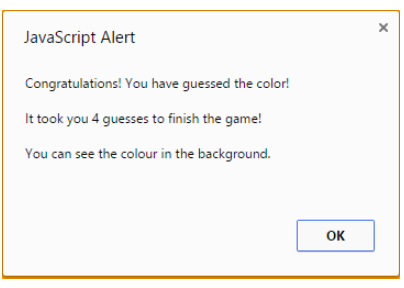 JavaScript Alert
Congratulations! You have guessed the color!
It took you 4 guesses to finish the game!
You can see the colour in the background.
OK